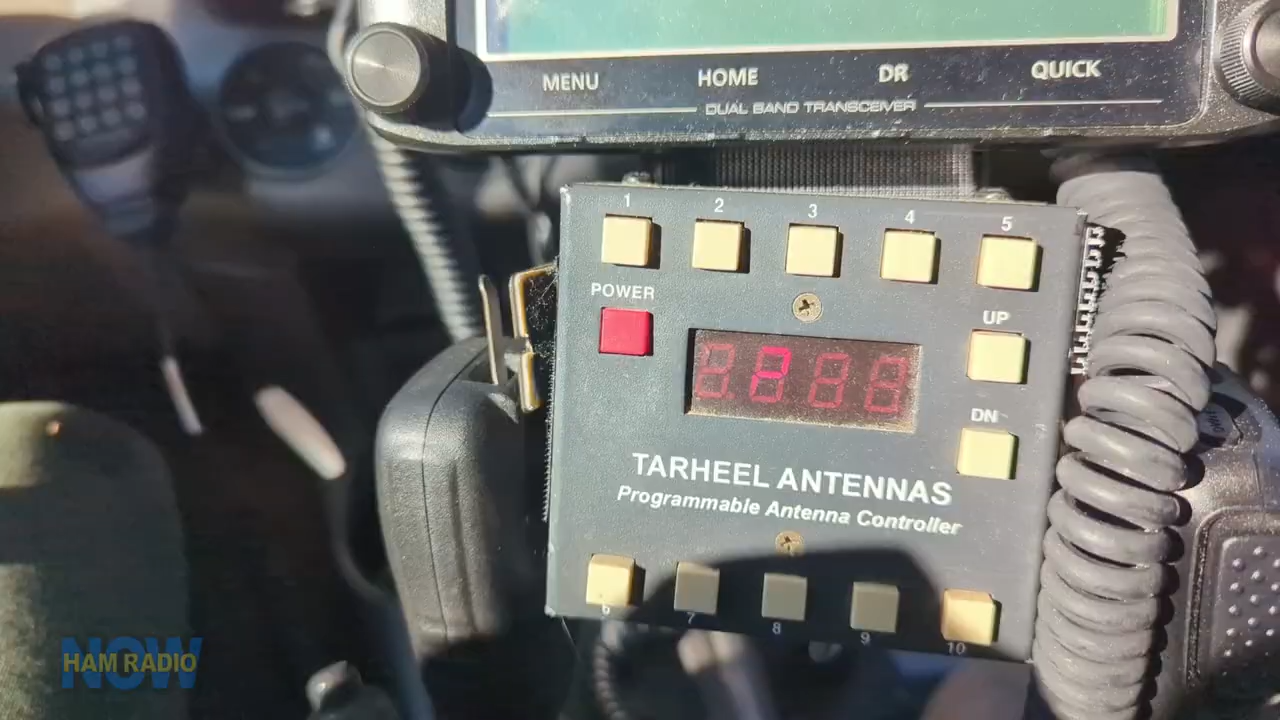 MENU HOME DR QUICK
DUAL BAND TRANSCEIVER
1 2 3 4 5
POWER
UP
2
DN
TARHEEL ANTENNAS
Programmable Antenna Controller
6 7 8 9 10
HAM RADIO
NOW